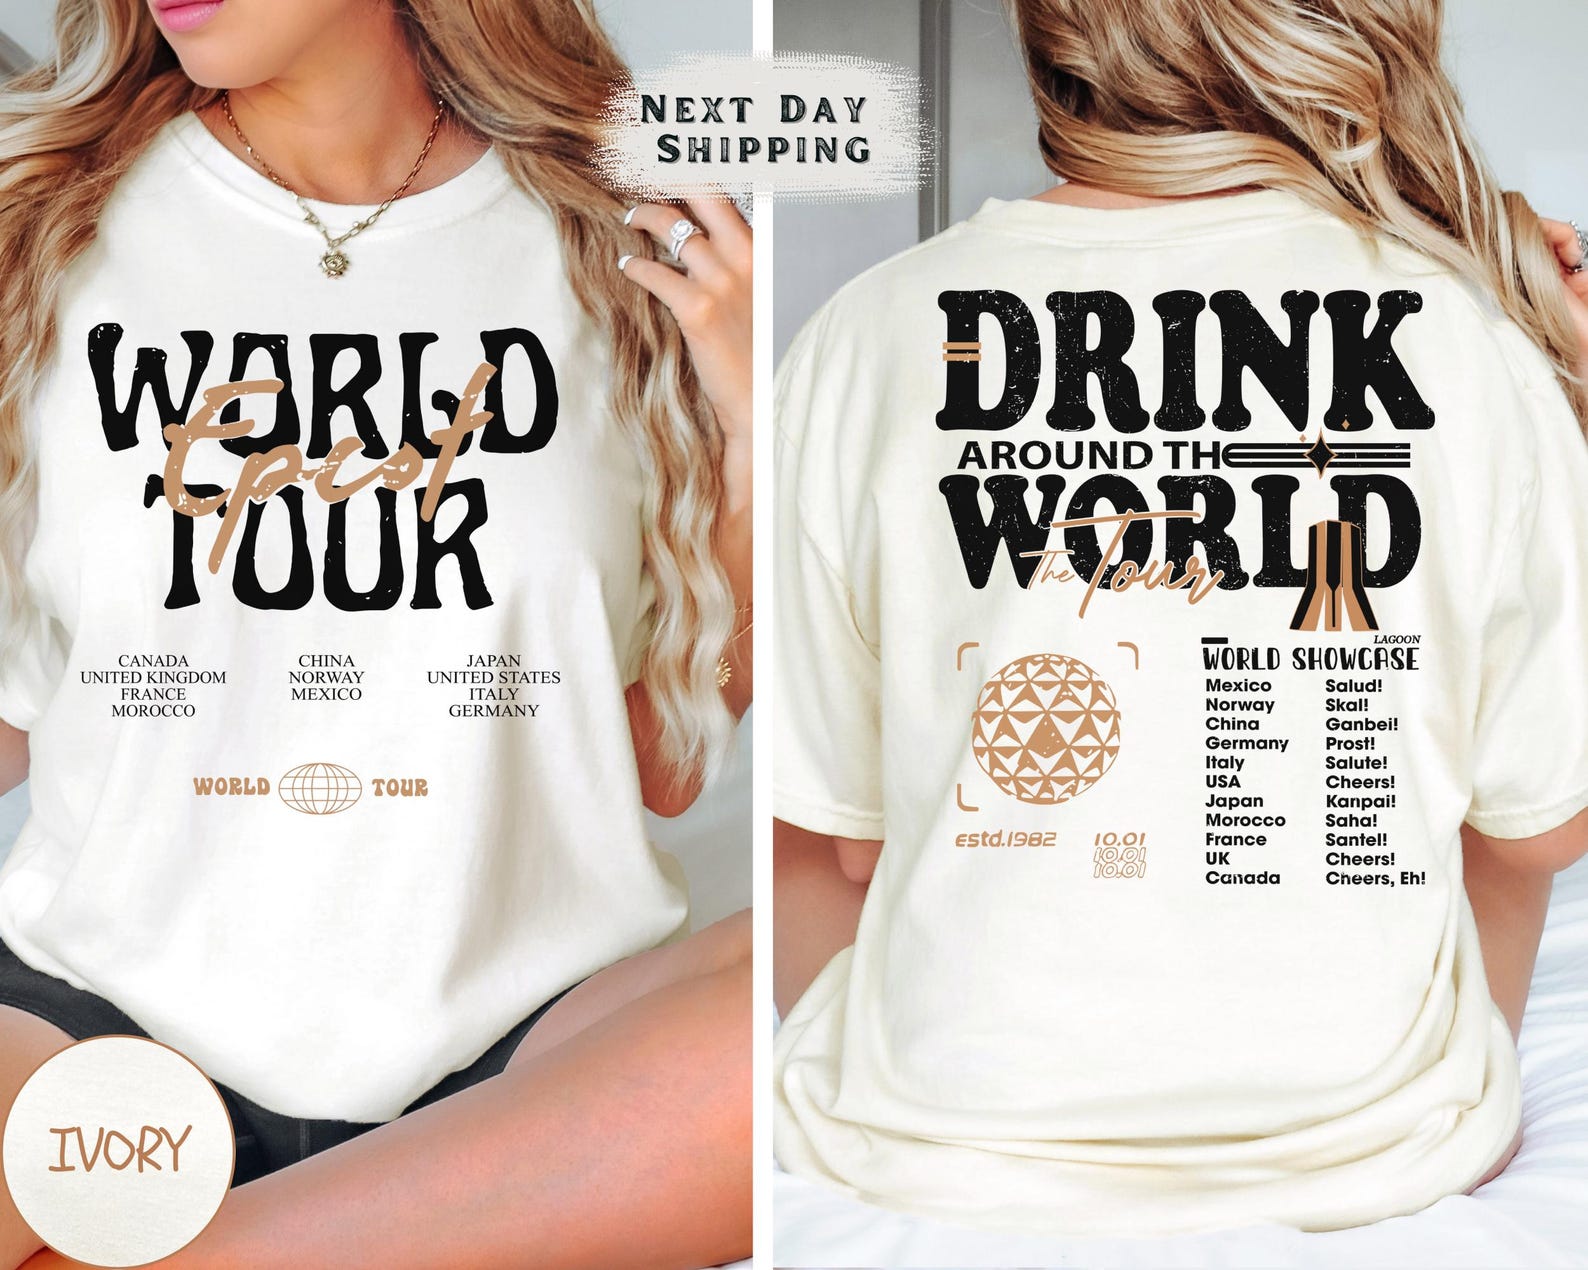 NEXT DAY
SHIPPING
WORLD
Epcot
TOUR
CANADA
UNITED KINGDOM
FRANCE
MOROCCO
CHINA
NORWAY
MEXICO
JAPAN
UNITED STATES
ITALY
GERMANY
WORLD TOUR
IVORY
DRINK
AROUND THE
WORLD
The Tour
LAGOON
WORLD SHOWCASE
Mexico Salud!
Norway Skal!
China Ganbei!
Germany Prost!
Italy Salute!
USA Cheers!
Japan Kanpai!
Morocco Saha!
France Santel!
UK Cheers!
Canada Cheers, Eh!
estd.1982
10.01
10.01
10.01